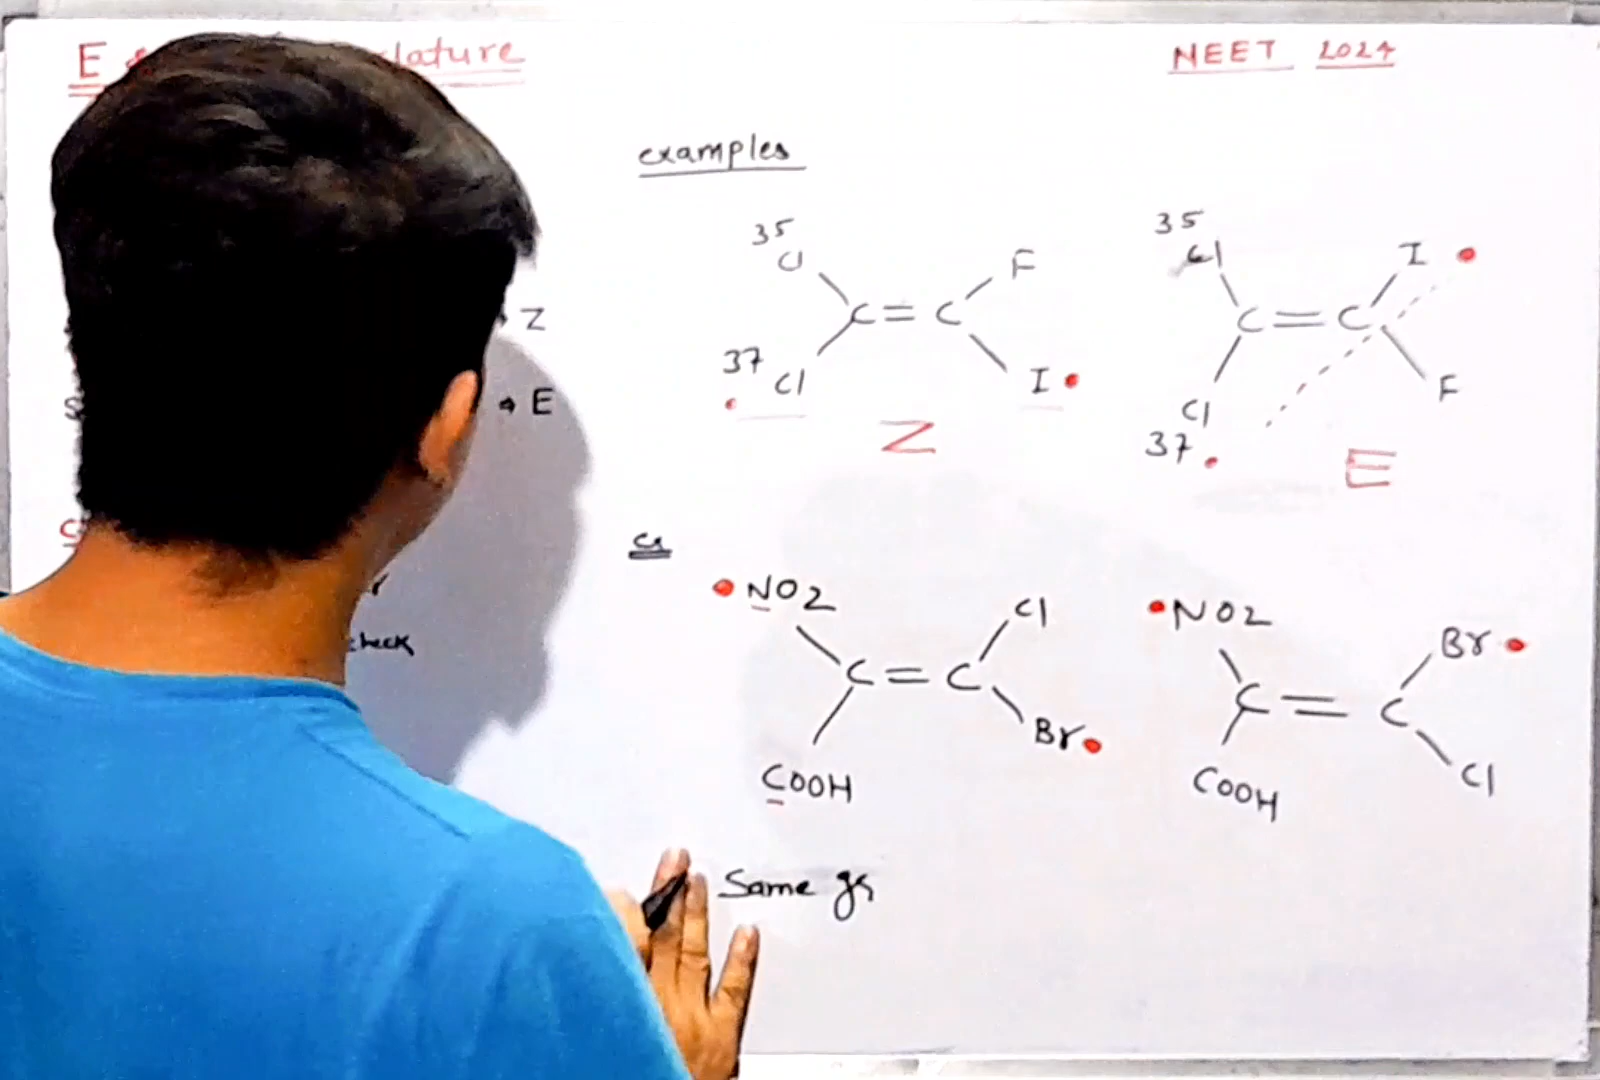 E
lature
NEET 2024
examples
35
Cl
F
C = C
37
Cl
I
Z
35
Cl
I
C = C
Cl
F
37
E
Z
E
check
NO2
Cl
C = C
COOH
Br
NO2
Br
C = C
COOH
Cl
Same